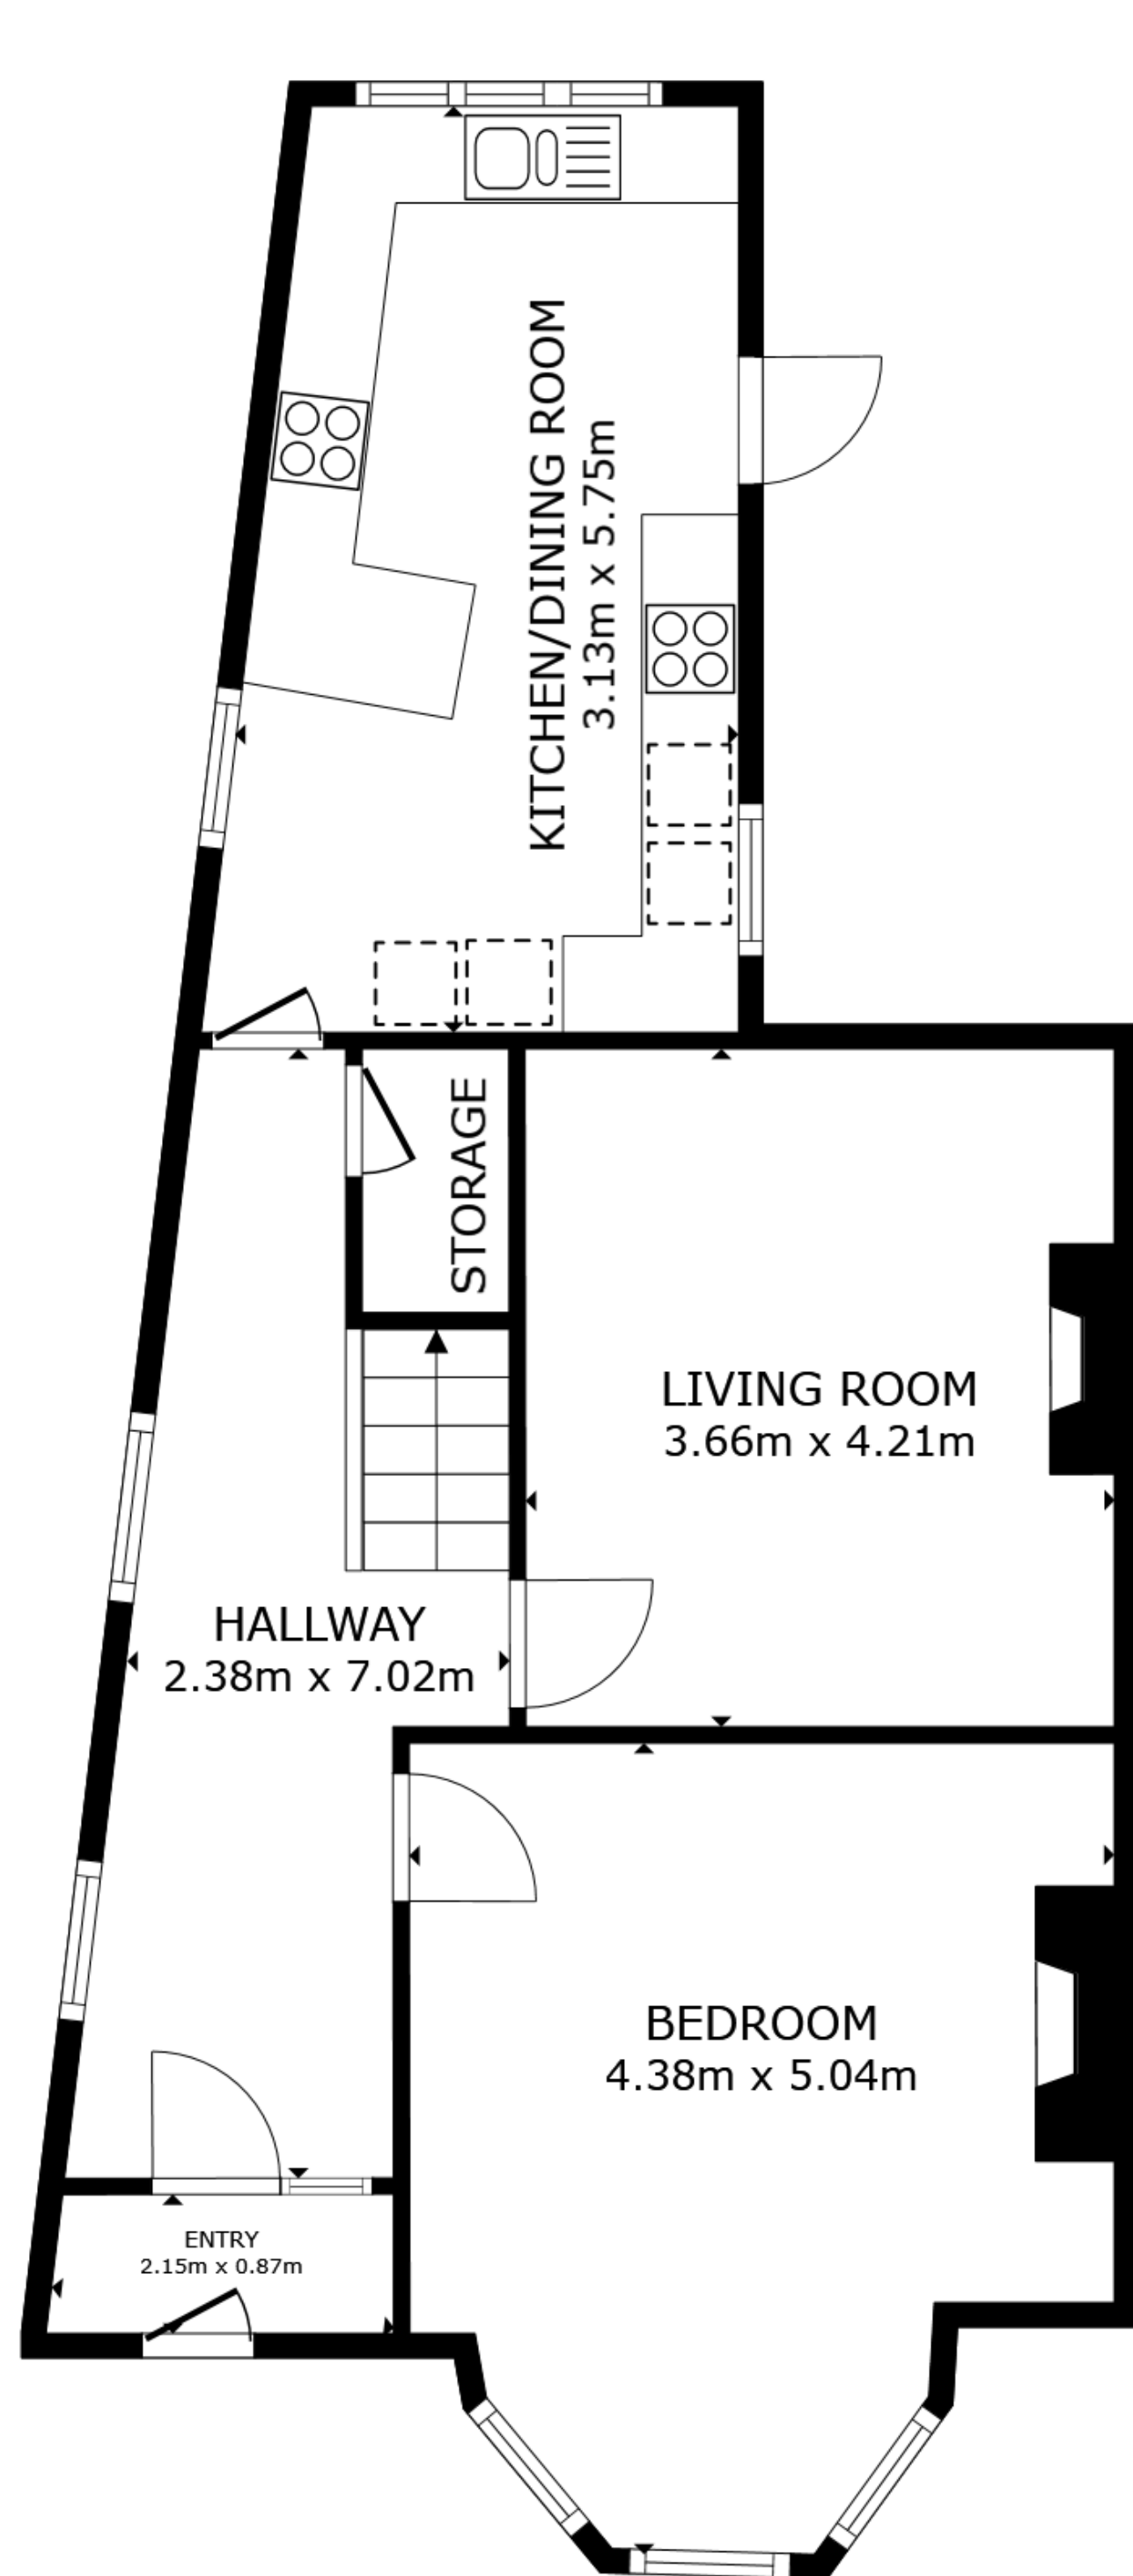 KITCHEN/DINING ROOM
3.13m x 5.75m
STORAGE
LIVING ROOM
3.66m x 4.21m
HALLWAY
2.38m x 7.02m
BEDROOM
4.38m x 5.04m
ENTRY
2.15m x 0.87m